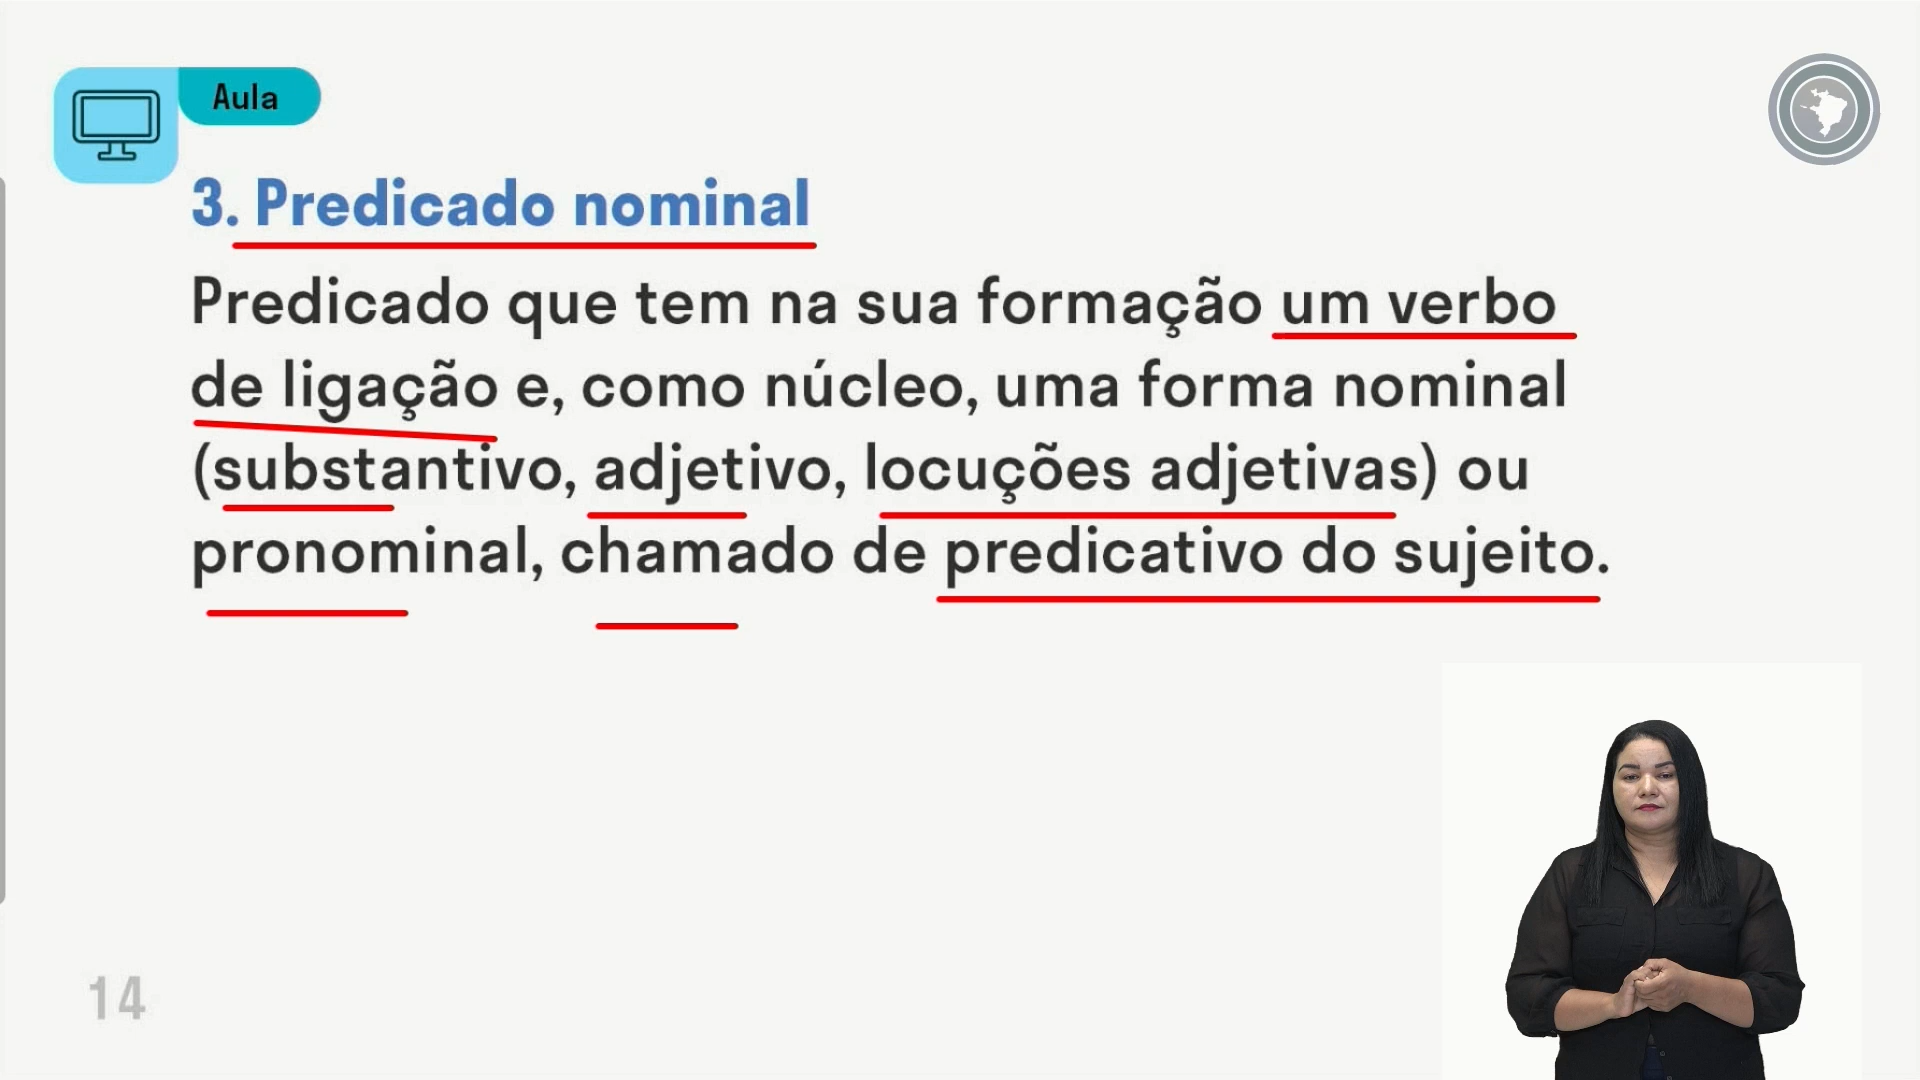 Aula
3. Predicado nominal
Predicado que tem na sua formação um verbo
de ligação e, como núcleo, uma forma nominal
(substantivo, adjetivo, locuções adjetivas) ou
pronominal, chamado de predicativo do sujeito.
14